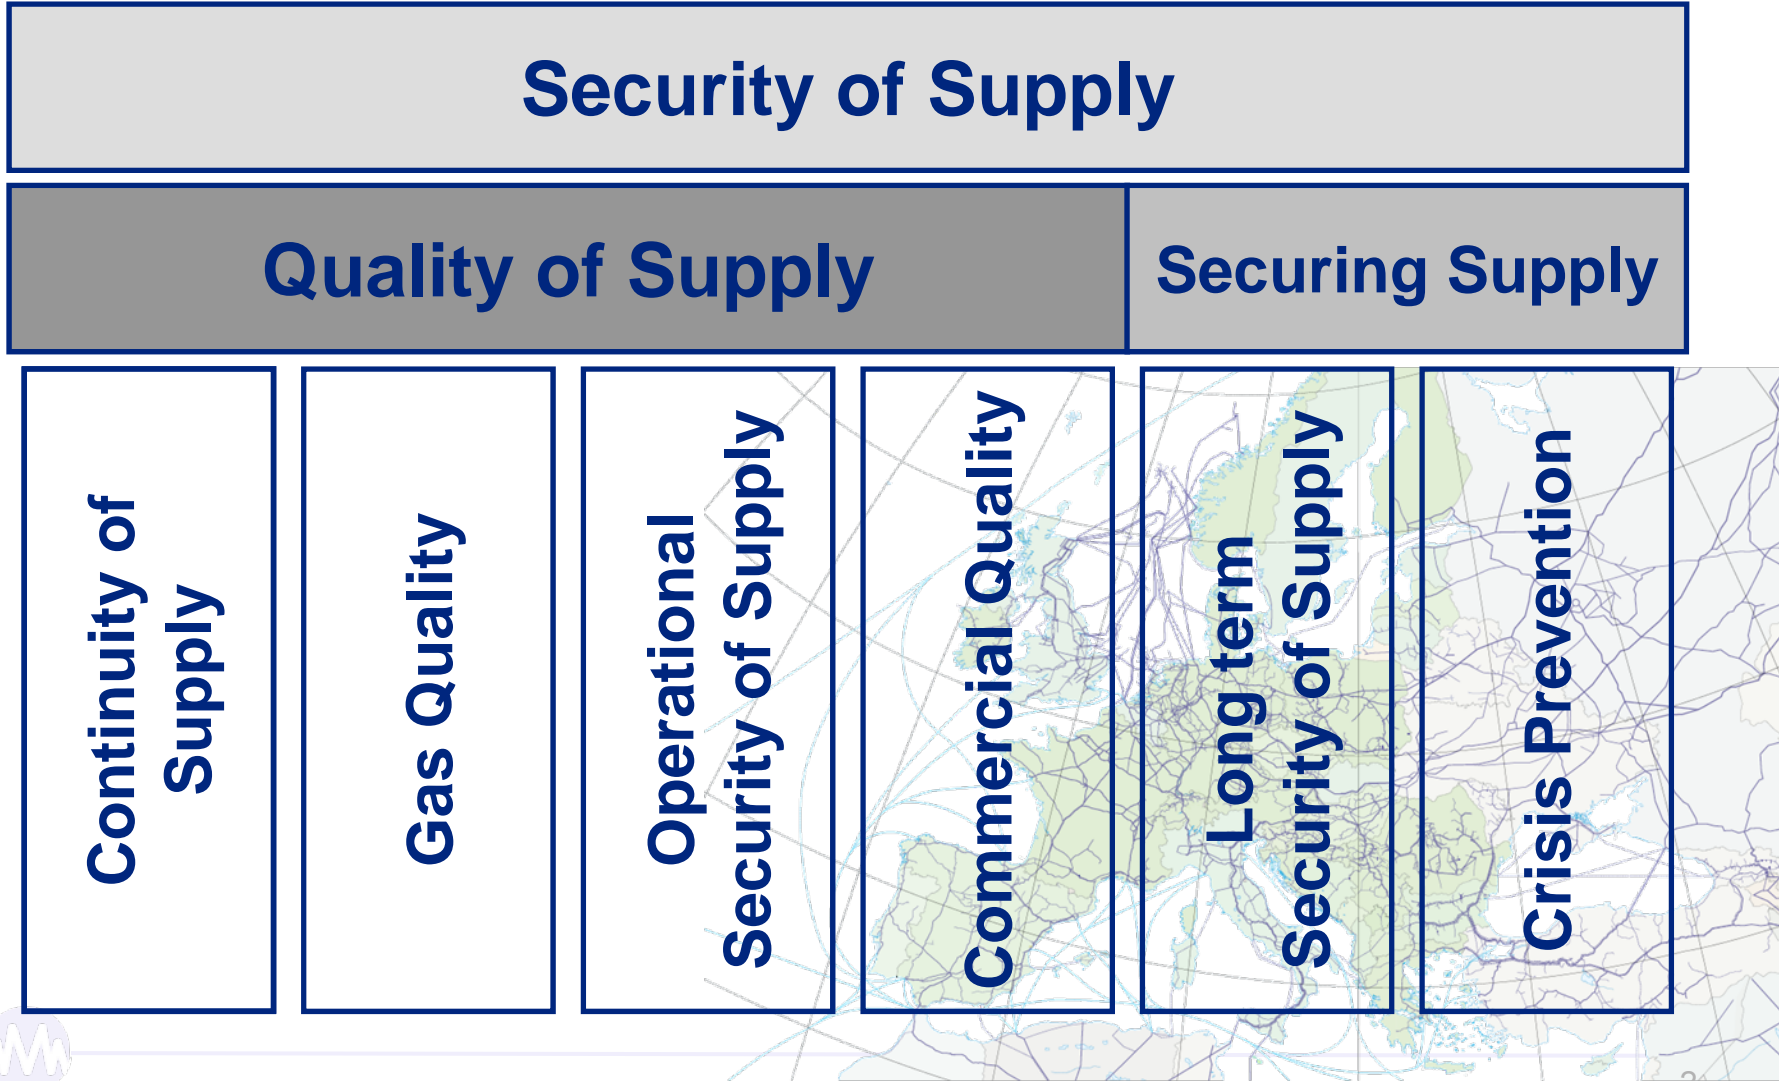 Security of Supply
Quality of Supply
Securing Supply
Continuity of
Supply
Gas Quality
Operational
Security of Supply
Commercial Quality
Long term
Security of Supply
Crisis Prevention